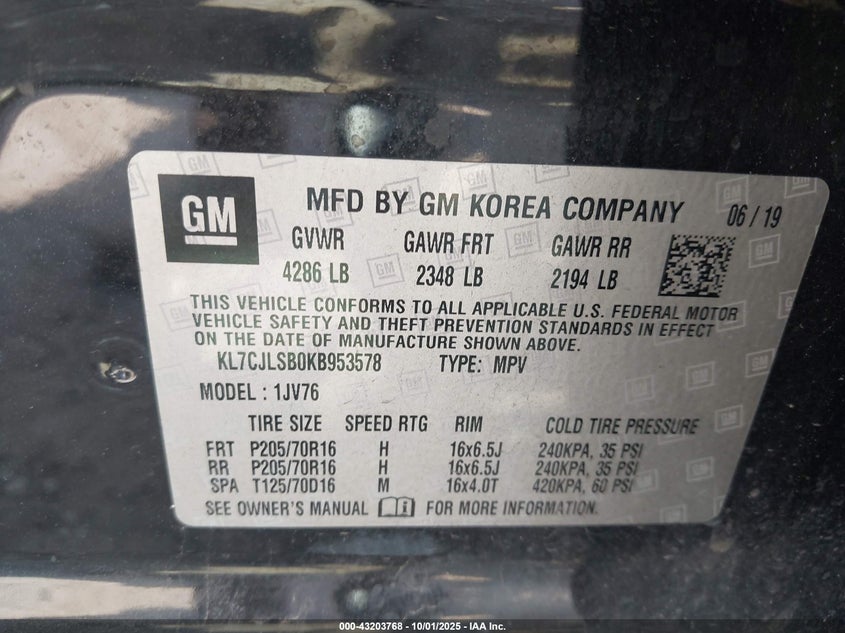 GM
MFD BY GM KOREA COMPANY 06 / 19
GVWR GAWR FRT GAWR RR
4286 LB 2348 LB 2194 LB
THIS VEHICLE CONFORMS TO ALL APPLICABLE U.S. FEDERAL MOTOR
VEHICLE SAFETY AND THEFT PREVENTION STANDARDS IN EFFECT
ON THE DATE OF MANUFACTURE SHOWN ABOVE.
KL7CJLSB0KB953578 TYPE: MPV
MODEL : 1JV76
TIRE SIZE SPEED RTG RIM COLD TIRE PRESSURE
FRT P205/70R16 H 16x6.5J 240KPA, 35 PSI
RR P205/70R16 H 16x6.5J 240KPA, 35 PSI
SPA T125/70D16 M 16x4.0T 420KPA, 60 PSI
SEE OWNER'S MANUAL i FOR MORE INFORMATION.
000-43203768 - 10/01/2025 - IAA Inc.